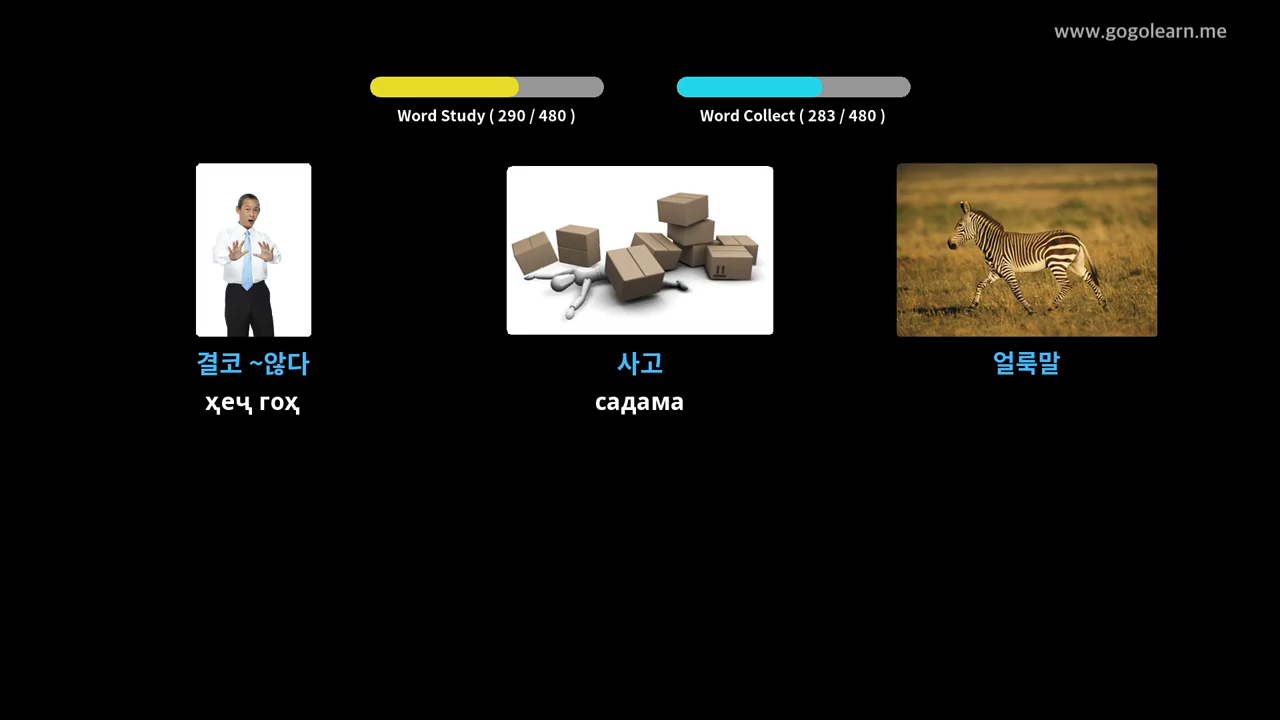 www.gogolearn.me
Word Study ( 290 / 480 )
Word Collect ( 283 / 480 )
결코 ~않다
사고
얼룩말
ҳеҷ гоҳ
садама